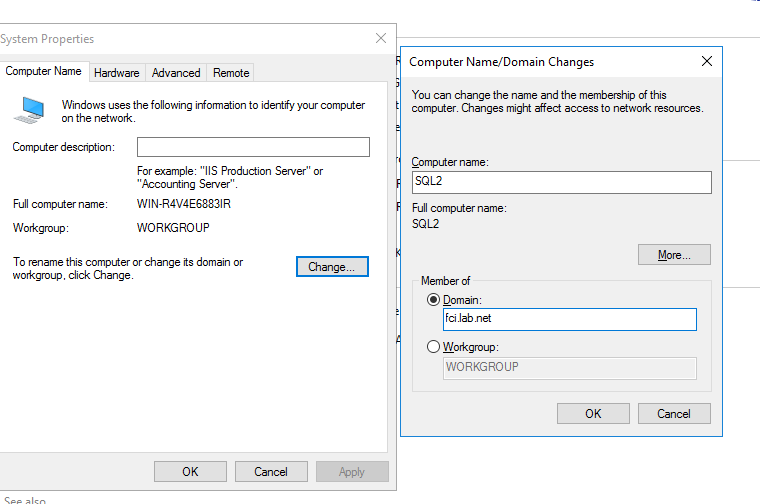 System Properties
Computer Name
Hardware
Advanced
Remote
Windows uses the following information to identify your computer
on the network.
Computer description:
For example: "IIS Production Server" or
"Accounting Server".
Full computer name:
WIN-R4V4E6883IR
Workgroup:
WORKGROUP
To rename this computer or change its domain or
workgroup, click Change.
Change...
OK
Cancel
Apply
See also
Computer Name/Domain Changes
You can change the name and the membership of this
computer. Changes might affect access to network resources.
Computer name:
SQL2
Full computer name:
SQL2
More...
Member of
Domain:
fci.lab.net
Workgroup:
WORKGROUP
OK
Cancel